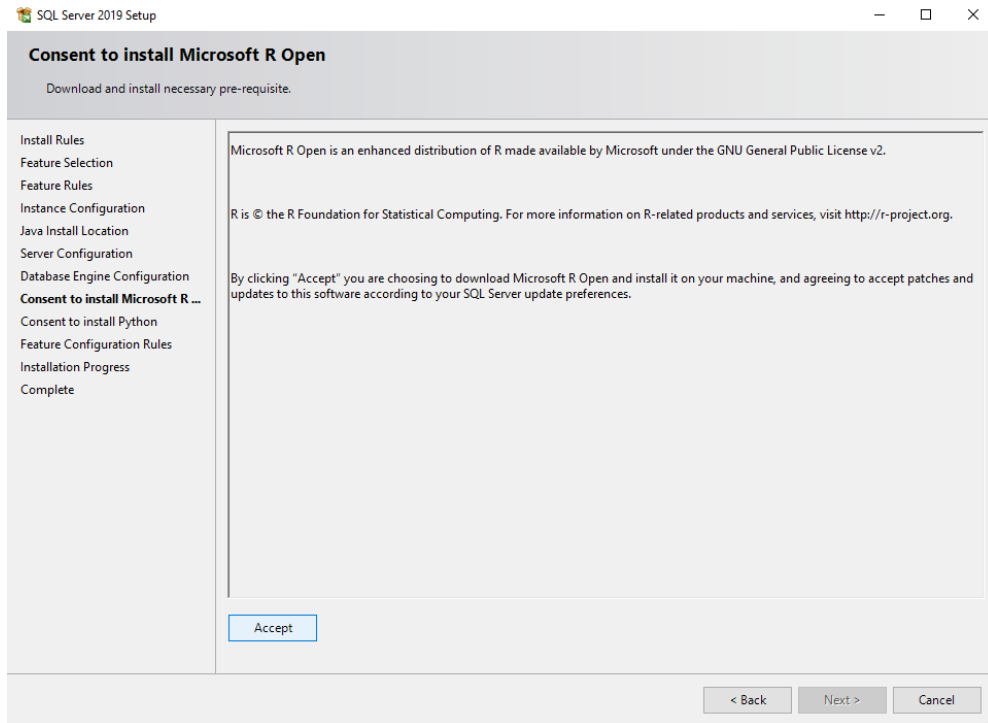 SQL Server 2019 Setup
Consent to install Microsoft R Open
Download and install necessary pre-requisite.
Install Rules
Feature Selection
Feature Rules
Instance Configuration
Java Install Location
Server Configuration
Database Engine Configuration
Consent to install Microsoft R ...
Consent to install Python
Feature Configuration Rules
Installation Progress
Complete
Microsoft R Open is an enhanced distribution of R made available by Microsoft under the GNU General Public License v2.
R is © the R Foundation for Statistical Computing. For more information on R-related products and services, visit http://r-project.org.
By clicking “Accept” you are choosing to download Microsoft R Open and install it on your machine, and agreeing to accept patches and
updates to this software according to your SQL Server update preferences.
Accept
< Back
Next >
Cancel